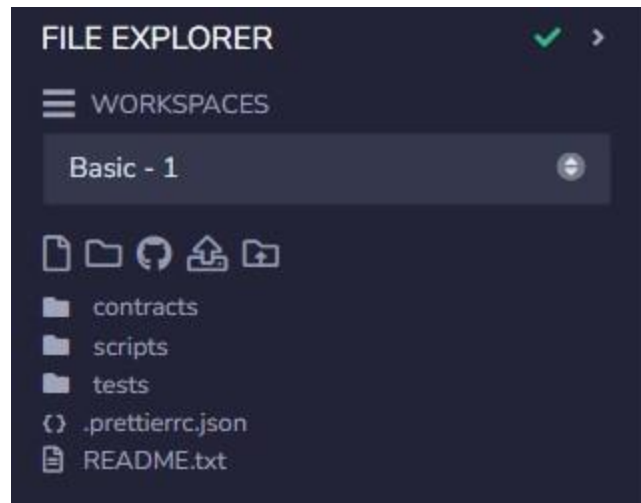 FILE EXPLORER
WORKSPACES
Basic - 1
contracts
scripts
tests
.prettierrc.json
README.txt